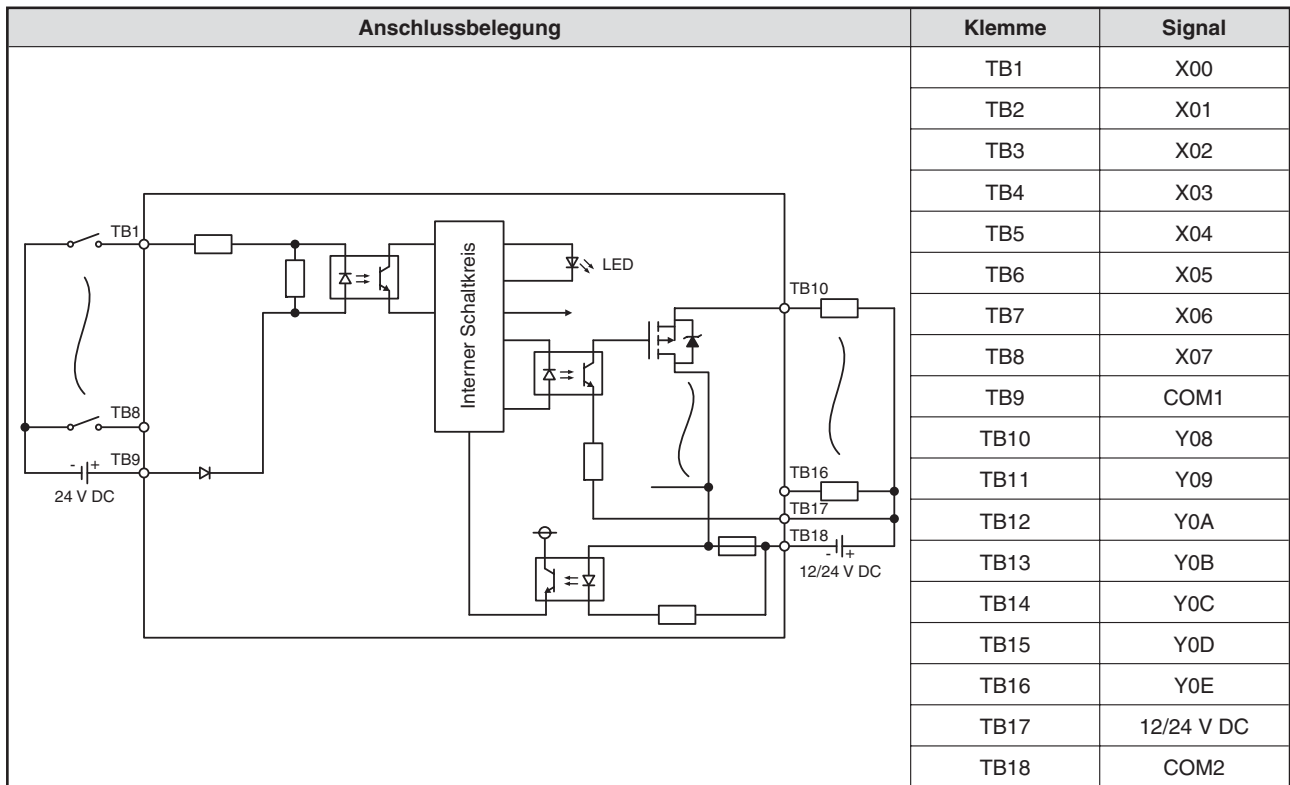 Anschlussbelegung Klemme Signal
TB1 X00
TB2 X01
TB3 X02
TB4 X03
TB5 X04
TB6 X05
TB7 X06
TB8 X07
TB9 COM1
TB10 Y08
TB11 Y09
TB12 Y0A
TB13 Y0B
TB14 Y0C
TB15 Y0D
TB16 Y0E
TB17 12/24 V DC
TB18 COM2
TB1
TB8
- +
TB9
24 V DC
Interner Schaltkreis
LED
TB10
TB16
TB17
TB18
- +
12/24 V DC